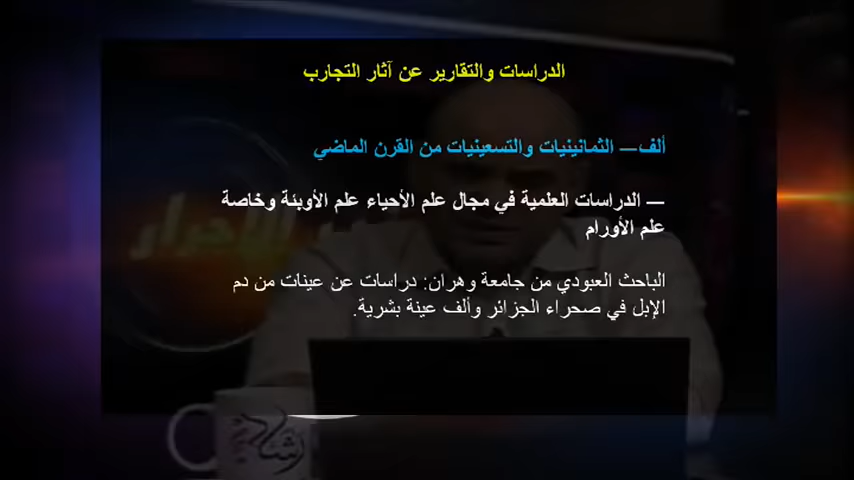 الدراسات والتقارير عن آثار التجارب
ألف— الثمانينيات والتسعينيات من القرن الماضي
— الدراسات العلمية في مجال علم الأحياء علم الأوبئة وخاصة
علم الأورام
الباحث العبودي من جامعة وهران: دراسات عن عينات من دم
الإبل في صحراء الجزائر وألف عينة بشرية.
رشاد